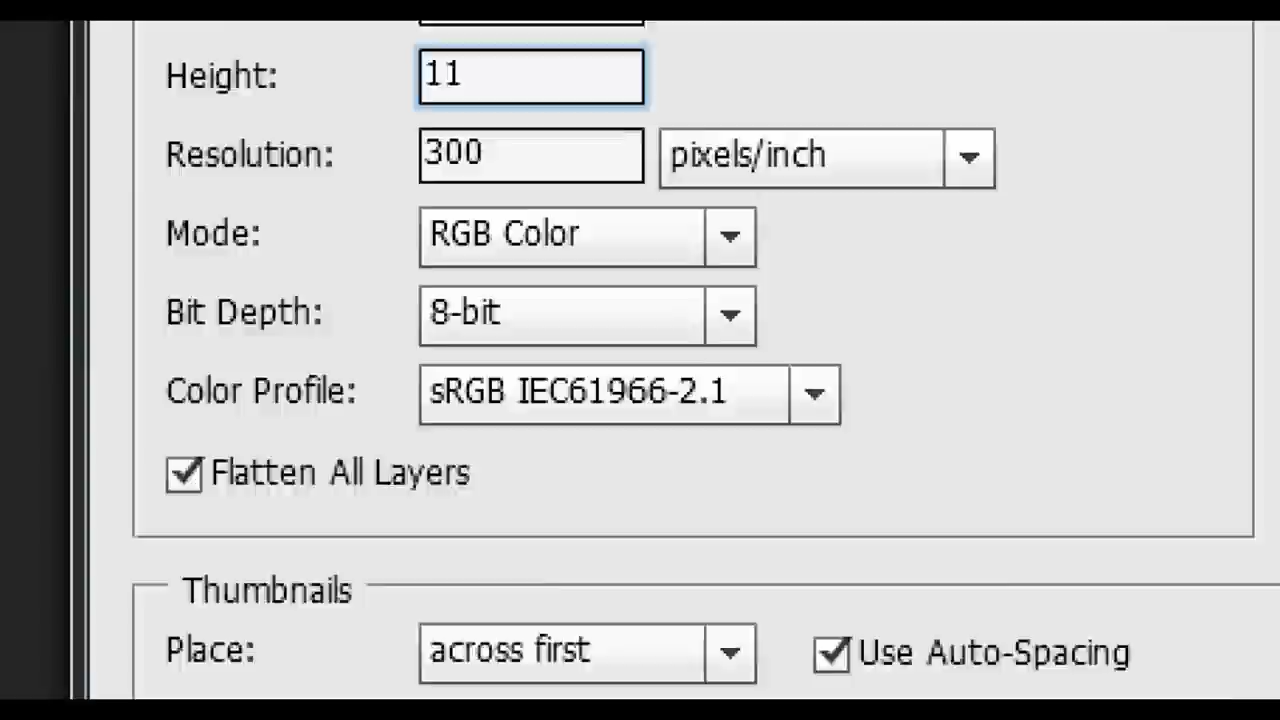 Height: 11
Resolution: 300 pixels/inch
Mode: RGB Color
Bit Depth: 8-bit
Color Profile: sRGB IEC61966-2.1
Flatten All Layers
Thumbnails
Place: across first Use Auto-Spacing